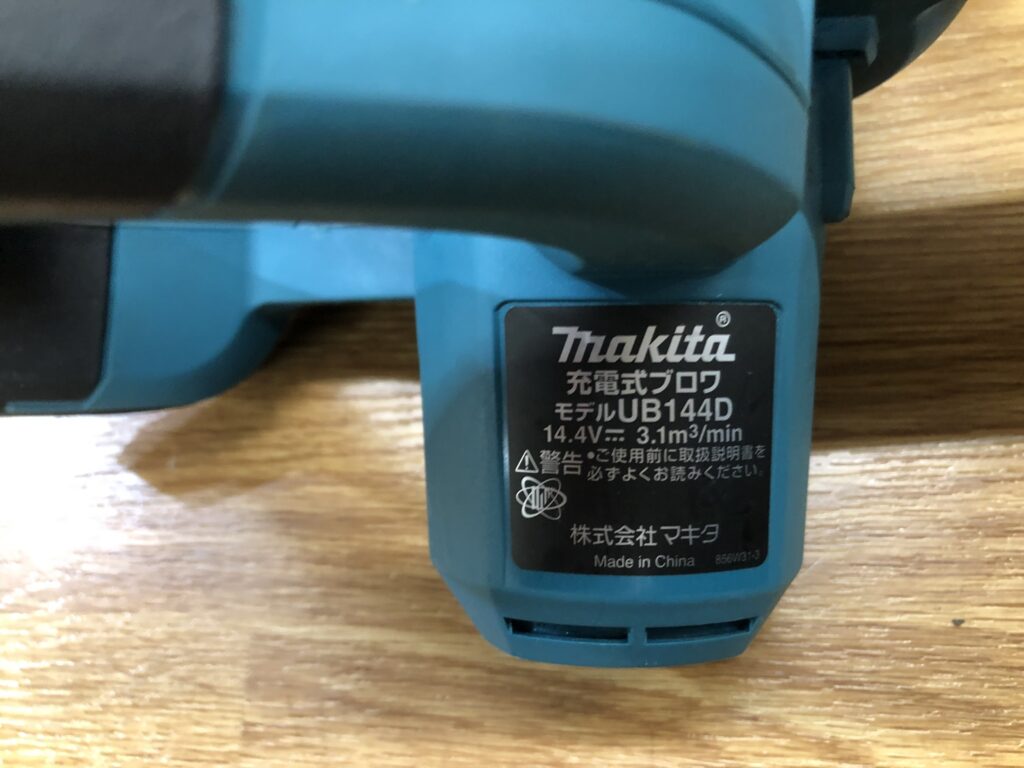 makita®
充電式ブロワ
モデルUB144D
14.4V⎓ 3.1m³/min
⚠警告 •ご使用前に取扱説明書を
必ずよくお読みください。
株式会社マキタ
Made in China 856W31-3